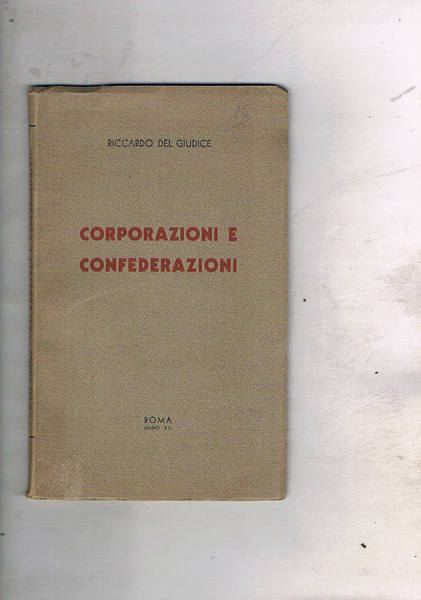 RICCARDO DEL GIUDICE
CORPORAZIONI E
CONFEDERAZIONI
ROMA
ANNO XII